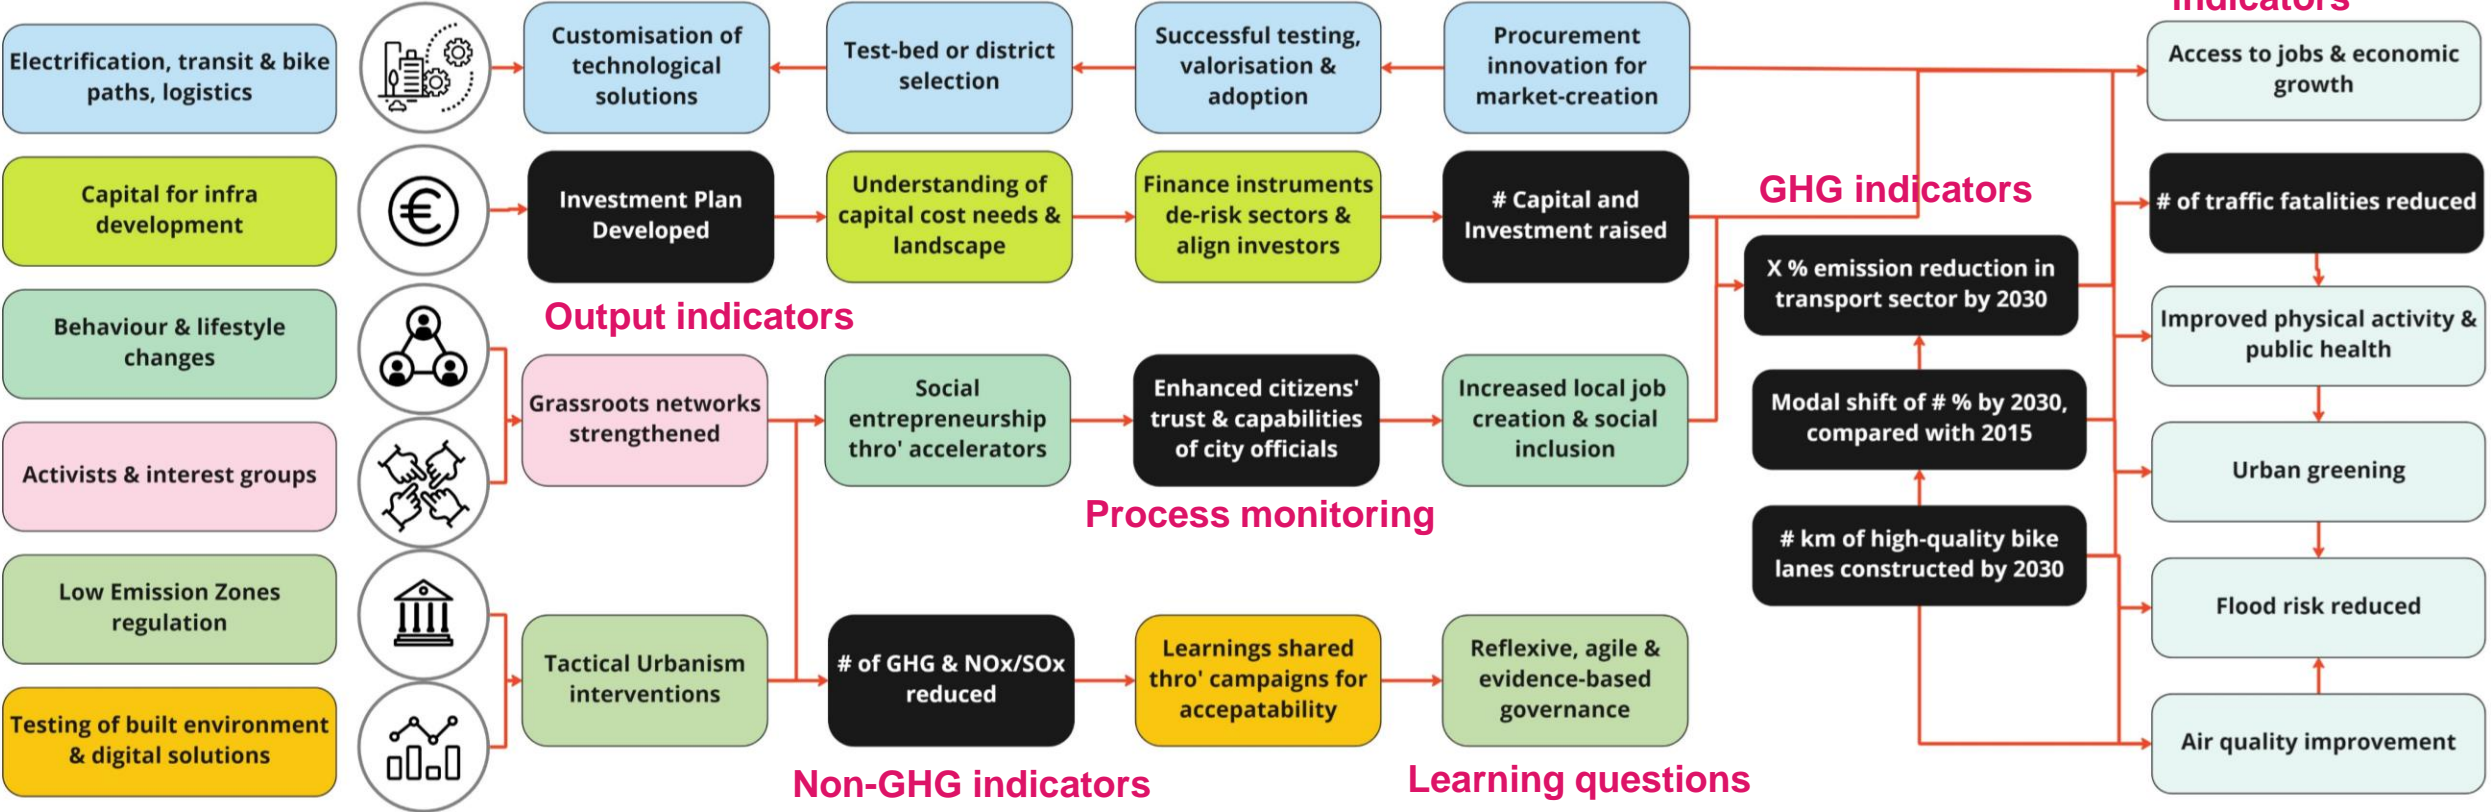 indicators
Electrification, transit & bike
paths, logistics
Customisation of
technological
solutions
Test-bed or district
selection
Successful testing,
valorisation &
adoption
Procurement
innovation for
market-creation
Access to jobs & economic
growth
Capital for infra
development
Investment Plan
Developed
Understanding of
capital cost needs &
landscape
Finance instruments
de-risk sectors &
align investors
# Capital and
Investment raised
GHG indicators
# of traffic fatalities reduced
X % emission reduction in
transport sector by 2030
Output indicators
Behaviour & lifestyle
changes
Improved physical activity &
public health
Grassroots networks
strengthened
Social
entrepreneurship
thro' accelerators
Enhanced citizens'
trust & capabilities
of city officials
Increased local job
creation & social
inclusion
Modal shift of # % by 2030,
compared with 2015
Activists & interest groups
Urban greening
Process monitoring
# km of high-quality bike
lanes constructed by 2030
Low Emission Zones
regulation
Flood risk reduced
Tactical Urbanism
interventions
# of GHG & NOx/SOx
reduced
Learnings shared
thro' campaigns for
accepatability
Reflexive, agile &
evidence-based
governance
Testing of built environment
& digital solutions
Air quality improvement
Non-GHG indicators
Learning questions